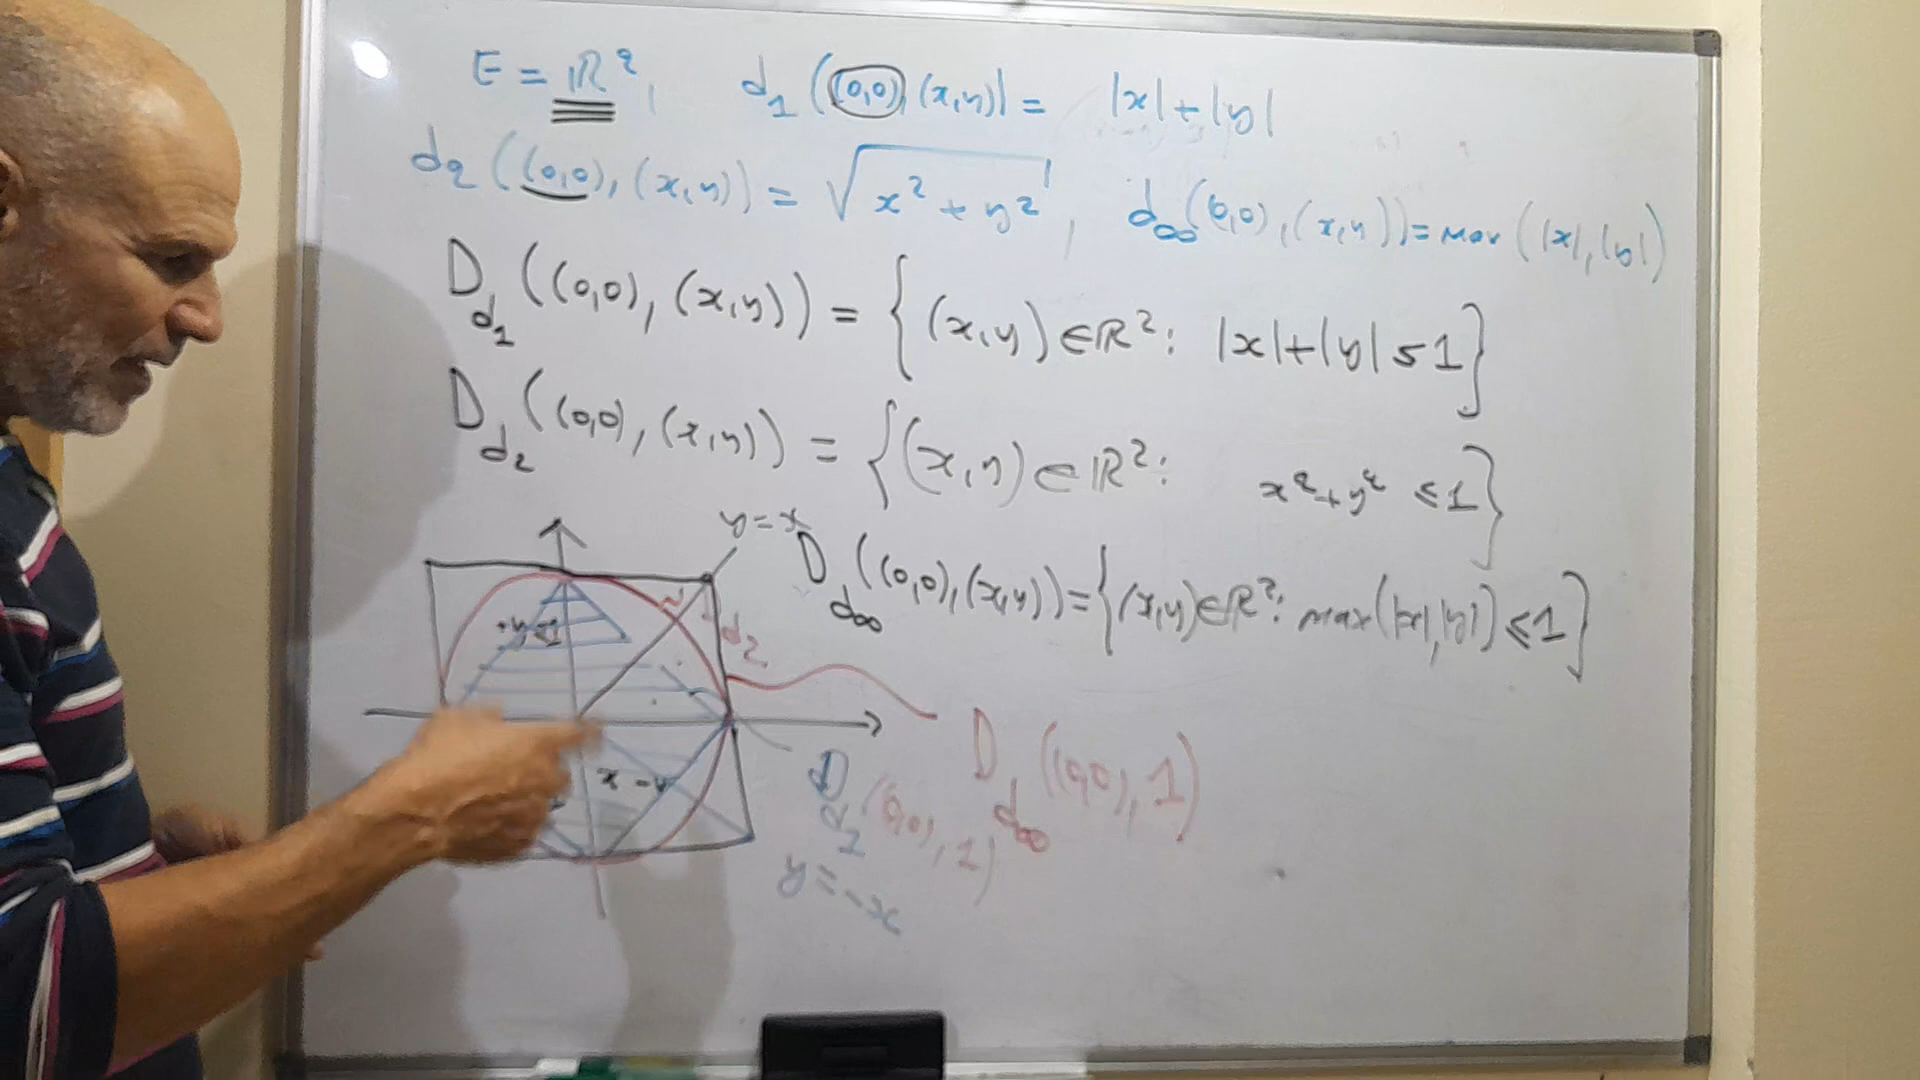 E = ℝ², d₁((0,0),(x,y)) = |x|+|y|
d₂((0,0),(x,y)) = √(x²+y²), d∞((0,0),(x,y)) = max(|x|,|y|)
D_d₁((0,0),(x,y)) = {(x,y)∈ℝ²: |x|+|y| ≤ 1}
D_d₂((0,0),(x,y)) = {(x,y)∈ℝ²: x²+y² ≤ 1}
y=x
D_d∞((0,0),(x,y)) = {(x,y)∈ℝ²: max(|x|,|y|) ≤ 1}
+y≤1
d₂
D_d∞((0,0),1)
x-y
D_d₁((0,0),1)
y=-x